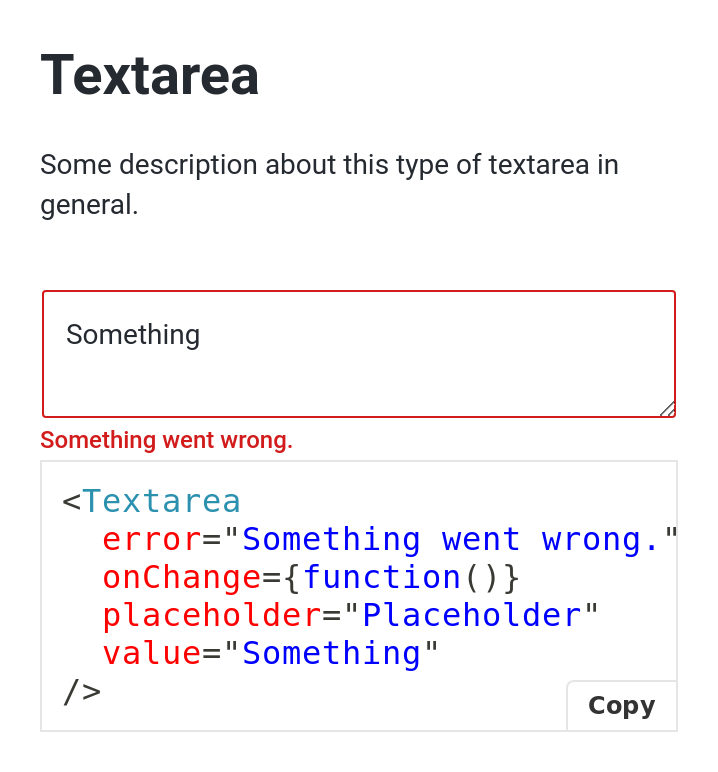 Textarea
Some description about this type of textarea in
general.
Something
Something went wrong.
<Textarea
  error="Something went wrong."
  onChange={function()}
  placeholder="Placeholder"
  value="Something"
/>
Copy